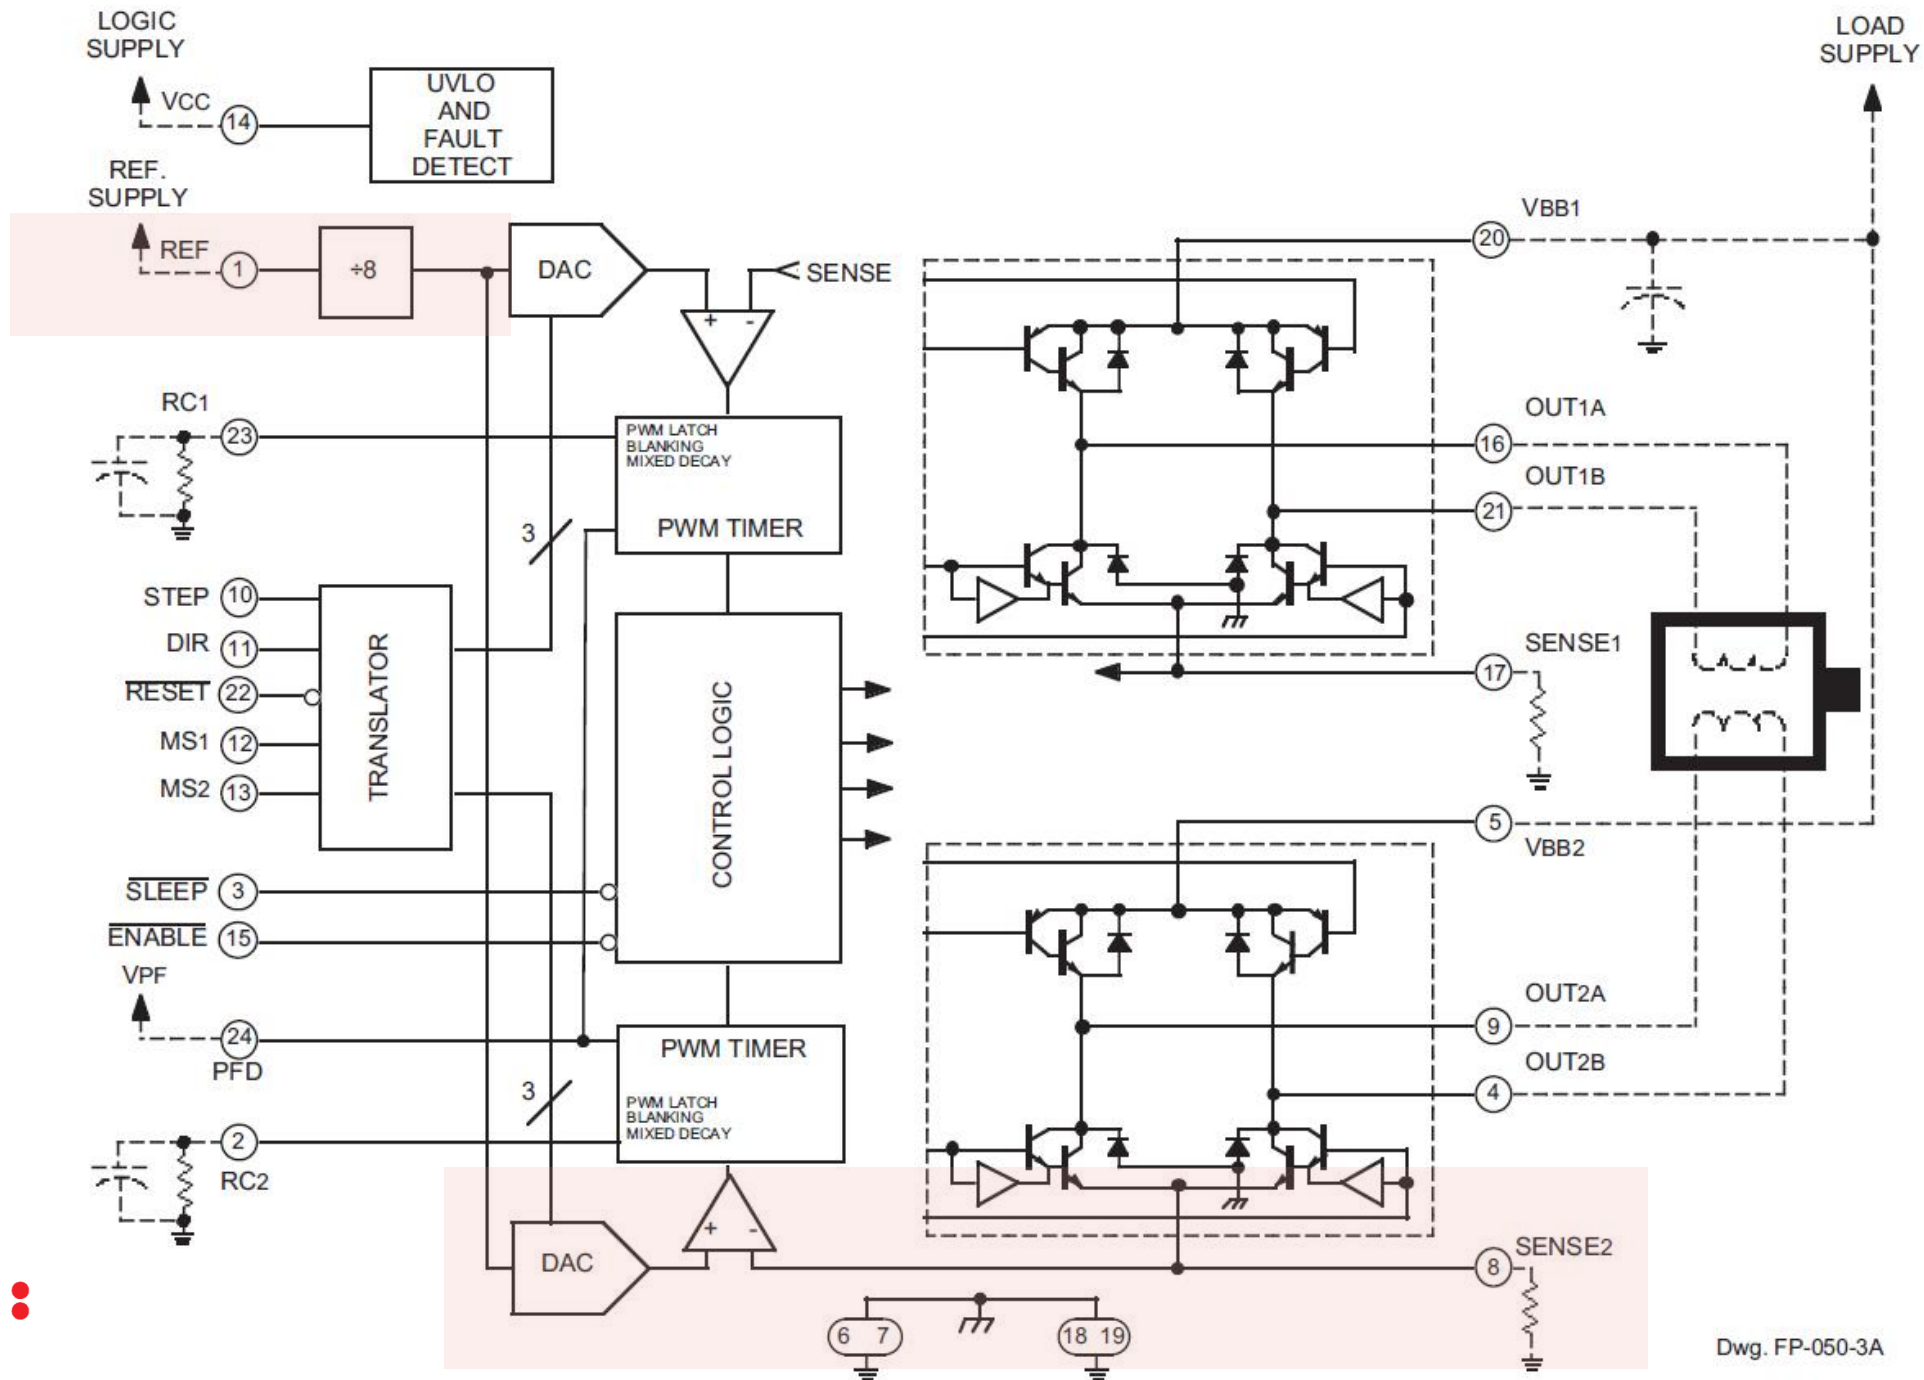 LOGIC
SUPPLY
VCC
14
UVLO
AND
FAULT
DETECT
REF.
SUPPLY
REF
1
÷8
DAC
SENSE
+ -
RC1
23
PWM LATCH
BLANKING
MIXED DECAY
PWM TIMER
3
STEP 10
DIR 11
RESET 22
MS1 12
MS2 13
TRANSLATOR
CONTROL LOGIC
SLEEP 3
ENABLE 15
VPF
24
PFD
PWM TIMER
PWM LATCH
BLANKING
MIXED DECAY
3
2
RC2
+ -
DAC
6 7
18 19
LOAD
SUPPLY
VBB1
20
OUT1A
16
OUT1B
21
SENSE1
17
5
VBB2
OUT2A
9
OUT2B
4
SENSE2
8
Dwg. FP-050-3A